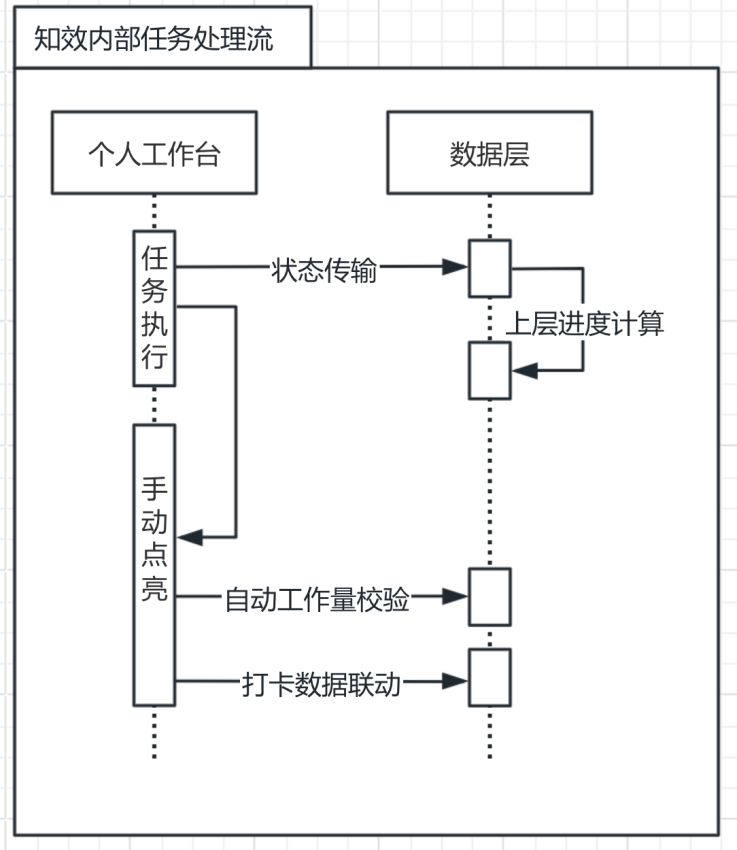 知效内部任务处理流
个人工作台
数据层
任务执行
状态传输
上层进度计算
手动点亮
自动工作量校验
打卡数据联动